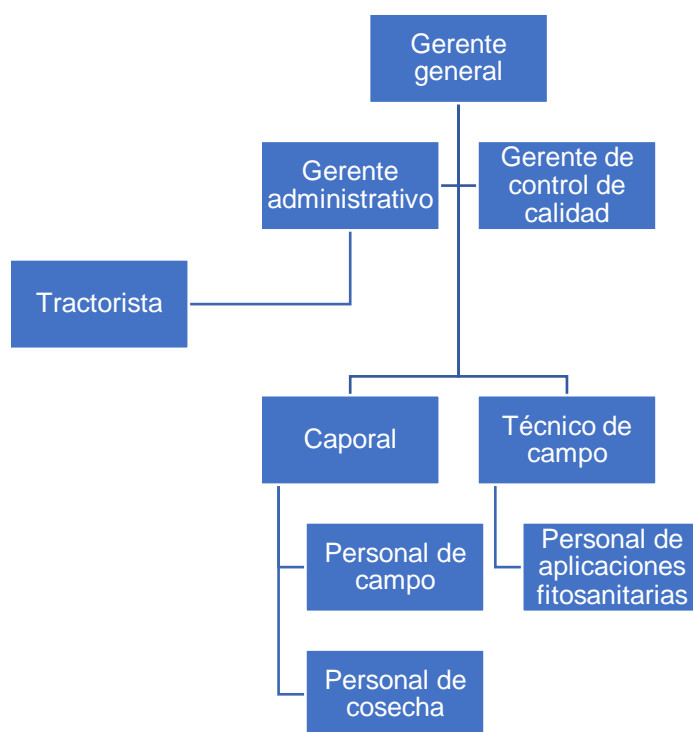 Gerente
general
Gerente
administrativo
Gerente de
control de
calidad
Tractorista
Caporal
Técnico de
campo
Personal de
campo
Personal de
aplicaciones
fitosanitarias
Personal de
cosecha